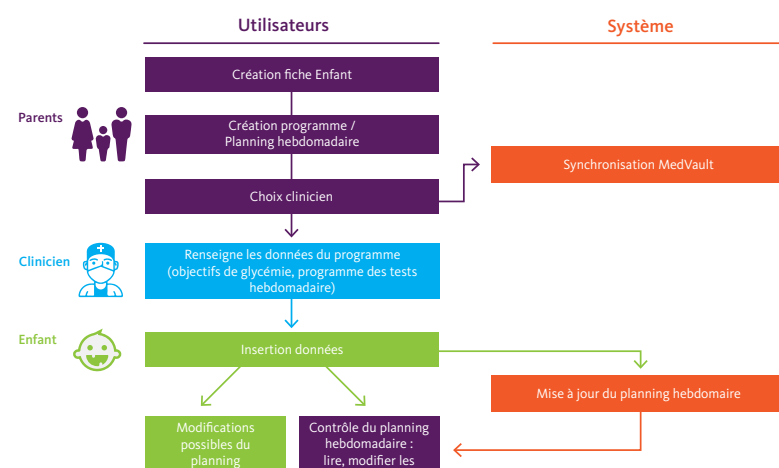 Utilisateurs
Système
Création fiche Enfant
Parents
Création programme /
Planning hebdomadaire
Choix clinicien
Synchronisation MedVault
Clinicien
Renseigne les données du programme
(objectifs de glycémie, programme des tests
hebdomadaire)
Enfant
Insertion données
Mise à jour du planning hebdomaire
Modifications
possibles du
planning
Contrôle du planning
hebdomadaire :
lire, modifier les